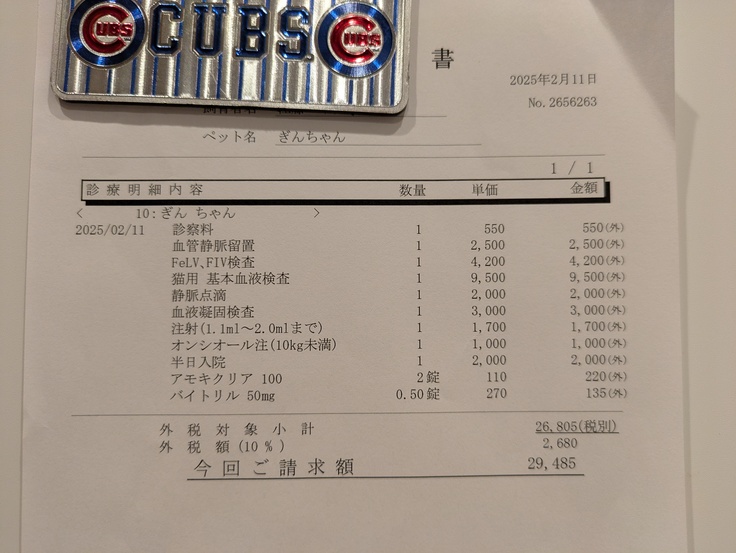 CUBS CUBS CUBS
書
2025年2月11日
No.2656263
ペット名 ぎんちゃん
1 / 1
診療明細内容 数量 単価 金額
< 10:ぎん ちゃん >
2025/02/11 診察料 1 550 550(外)
血管静脈留置 1 2,500 2,500(外)
FeLV、FIV検査 1 4,200 4,200(外)
猫用 基本血液検査 1 9,500 9,500(外)
静脈点滴 1 2,000 2,000(外)
血液凝固検査 1 3,000 3,000(外)
注射(1.1ml～2.0mlまで) 1 1,700 1,700(外)
オンシオール注(10kg未満) 1 1,000 1,000(外)
半日入院 1 2,000 2,000(外)
アモキクリア 100 2錠 110 220(外)
バイトリル 50mg 0.50錠 270 135(外)
外税対象小計 26,805(税別)
外税額(10%) 2,680
今回ご請求額 29,485